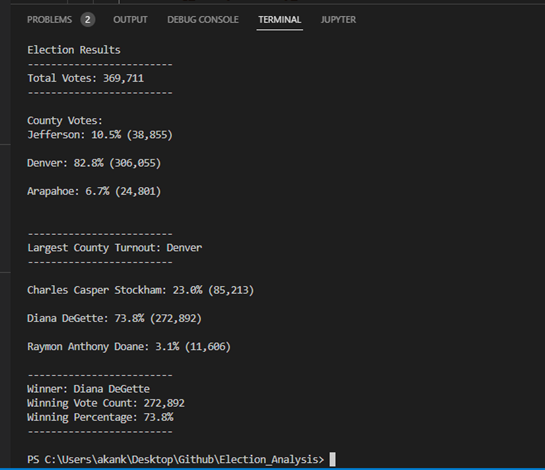 PROBLEMS 2 OUTPUT DEBUG CONSOLE TERMINAL JUPYTER
Election Results
-------------------------
Total Votes: 369,711
-------------------------
County Votes:
Jefferson: 10.5% (38,855)
Denver: 82.8% (306,055)
Arapahoe: 6.7% (24,801)
-------------------------
Largest County Turnout: Denver
-------------------------
Charles Casper Stockham: 23.0% (85,213)
Diana DeGette: 73.8% (272,892)
Raymon Anthony Doane: 3.1% (11,606)
-------------------------
Winner: Diana DeGette
Winning Vote Count: 272,892
Winning Percentage: 73.8%
-------------------------
PS C:\Users\akank\Desktop\Github\Election_Analysis>